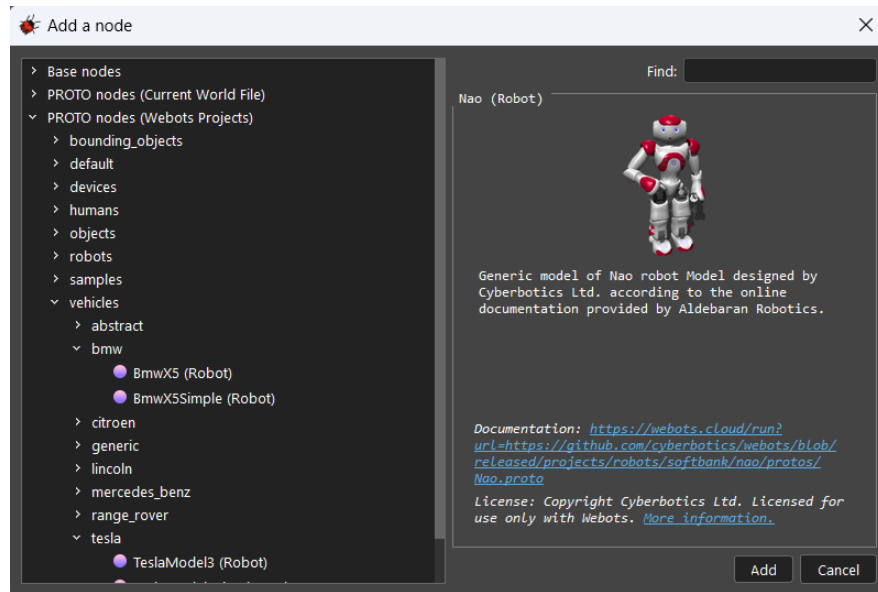 Add a node
Base nodes
PROTO nodes (Current World File)
PROTO nodes (Webots Projects)
bounding_objects
default
devices
humans
objects
robots
samples
vehicles
abstract
bmw
BmwX5 (Robot)
BmwX5Simple (Robot)
citroen
generic
lincoln
mercedes_benz
range_rover
tesla
TeslaModel3 (Robot)
Find:
Nao (Robot)
Generic model of Nao robot Model designed by
Cyberbotics Ltd. according to the online
documentation provided by Aldebaran Robotics.
Documentation: https://webots.cloud/run?
url=https://github.com/cyberbotics/webots/blob/
released/projects/robots/softbank/nao/protos/
Nao.proto
License: Copyright Cyberbotics Ltd. Licensed for
use only with Webots. More information.
Add
Cancel